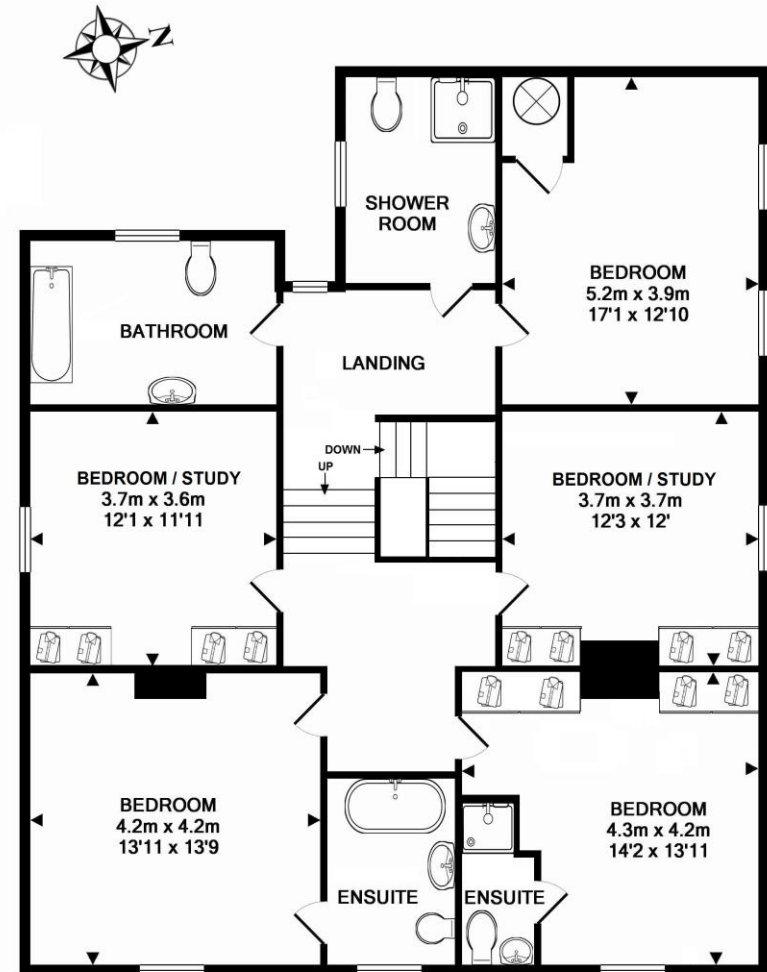 N
SHOWER
ROOM
BEDROOM
5.2m x 3.9m
17'1 x 12'10
BATHROOM
LANDING
DOWN
UP
BEDROOM / STUDY
3.7m x 3.6m
12'1 x 11'11
BEDROOM / STUDY
3.7m x 3.7m
12'3 x 12'
BEDROOM
4.2m x 4.2m
13'11 x 13'9
BEDROOM
4.3m x 4.2m
14'2 x 13'11
ENSUITE
ENSUITE